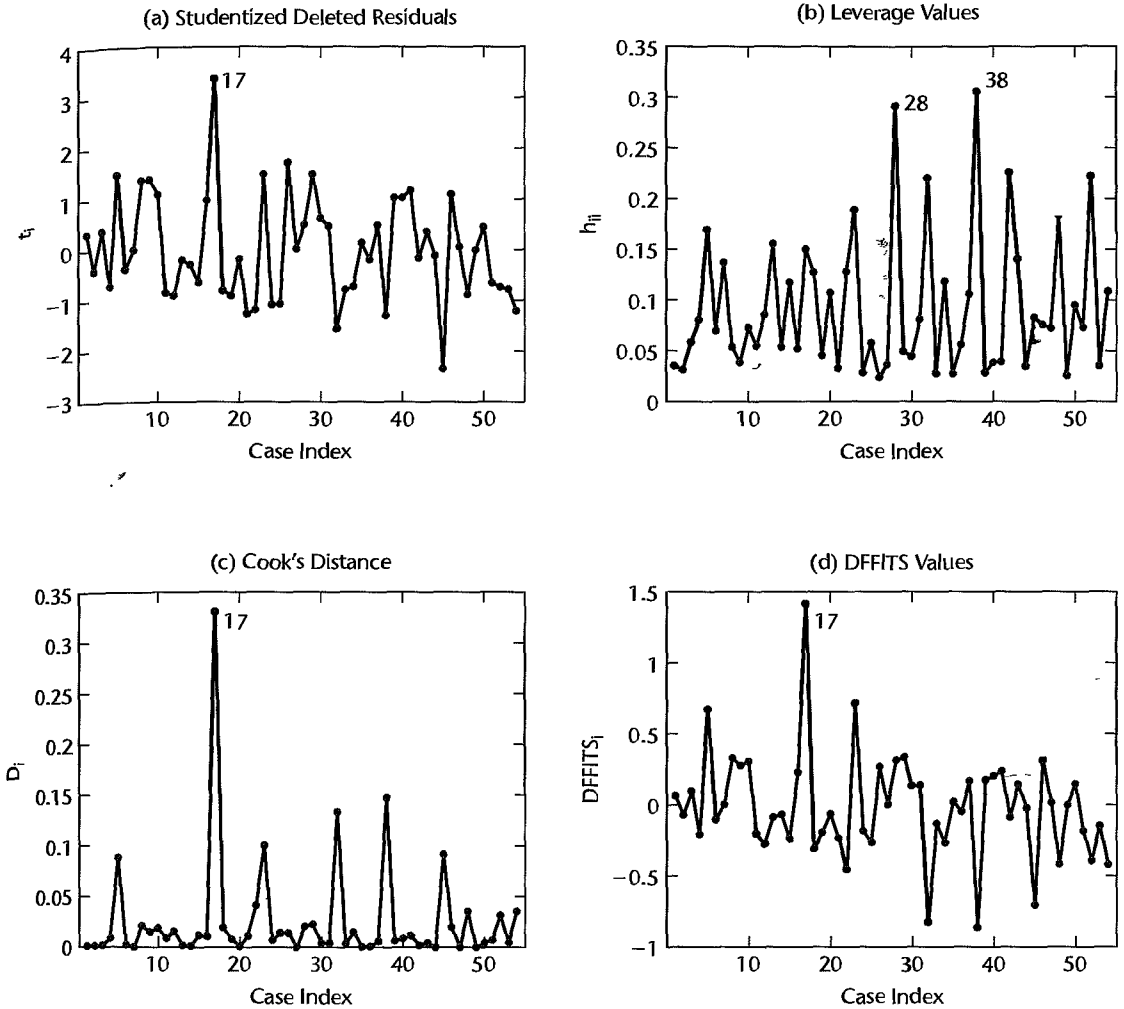 (a) Studentized Deleted Residuals
4
3
2
1
0
−1
−2
−3
17
t_i
10 20 30 40 50
Case Index
(b) Leverage Values
0.35
0.3
0.25
0.2
0.15
0.1
0.05
0
28
38
h_ii
10 20 30 40 50
Case Index
(c) Cook's Distance
0.35
0.3
0.25
0.2
0.15
0.1
0.05
0
17
D_i
10 20 30 40 50
Case Index
(d) DFFITS Values
1.5
1
0.5
0
−0.5
−1
17
DFFITS_i
10 20 30 40 50
Case Index